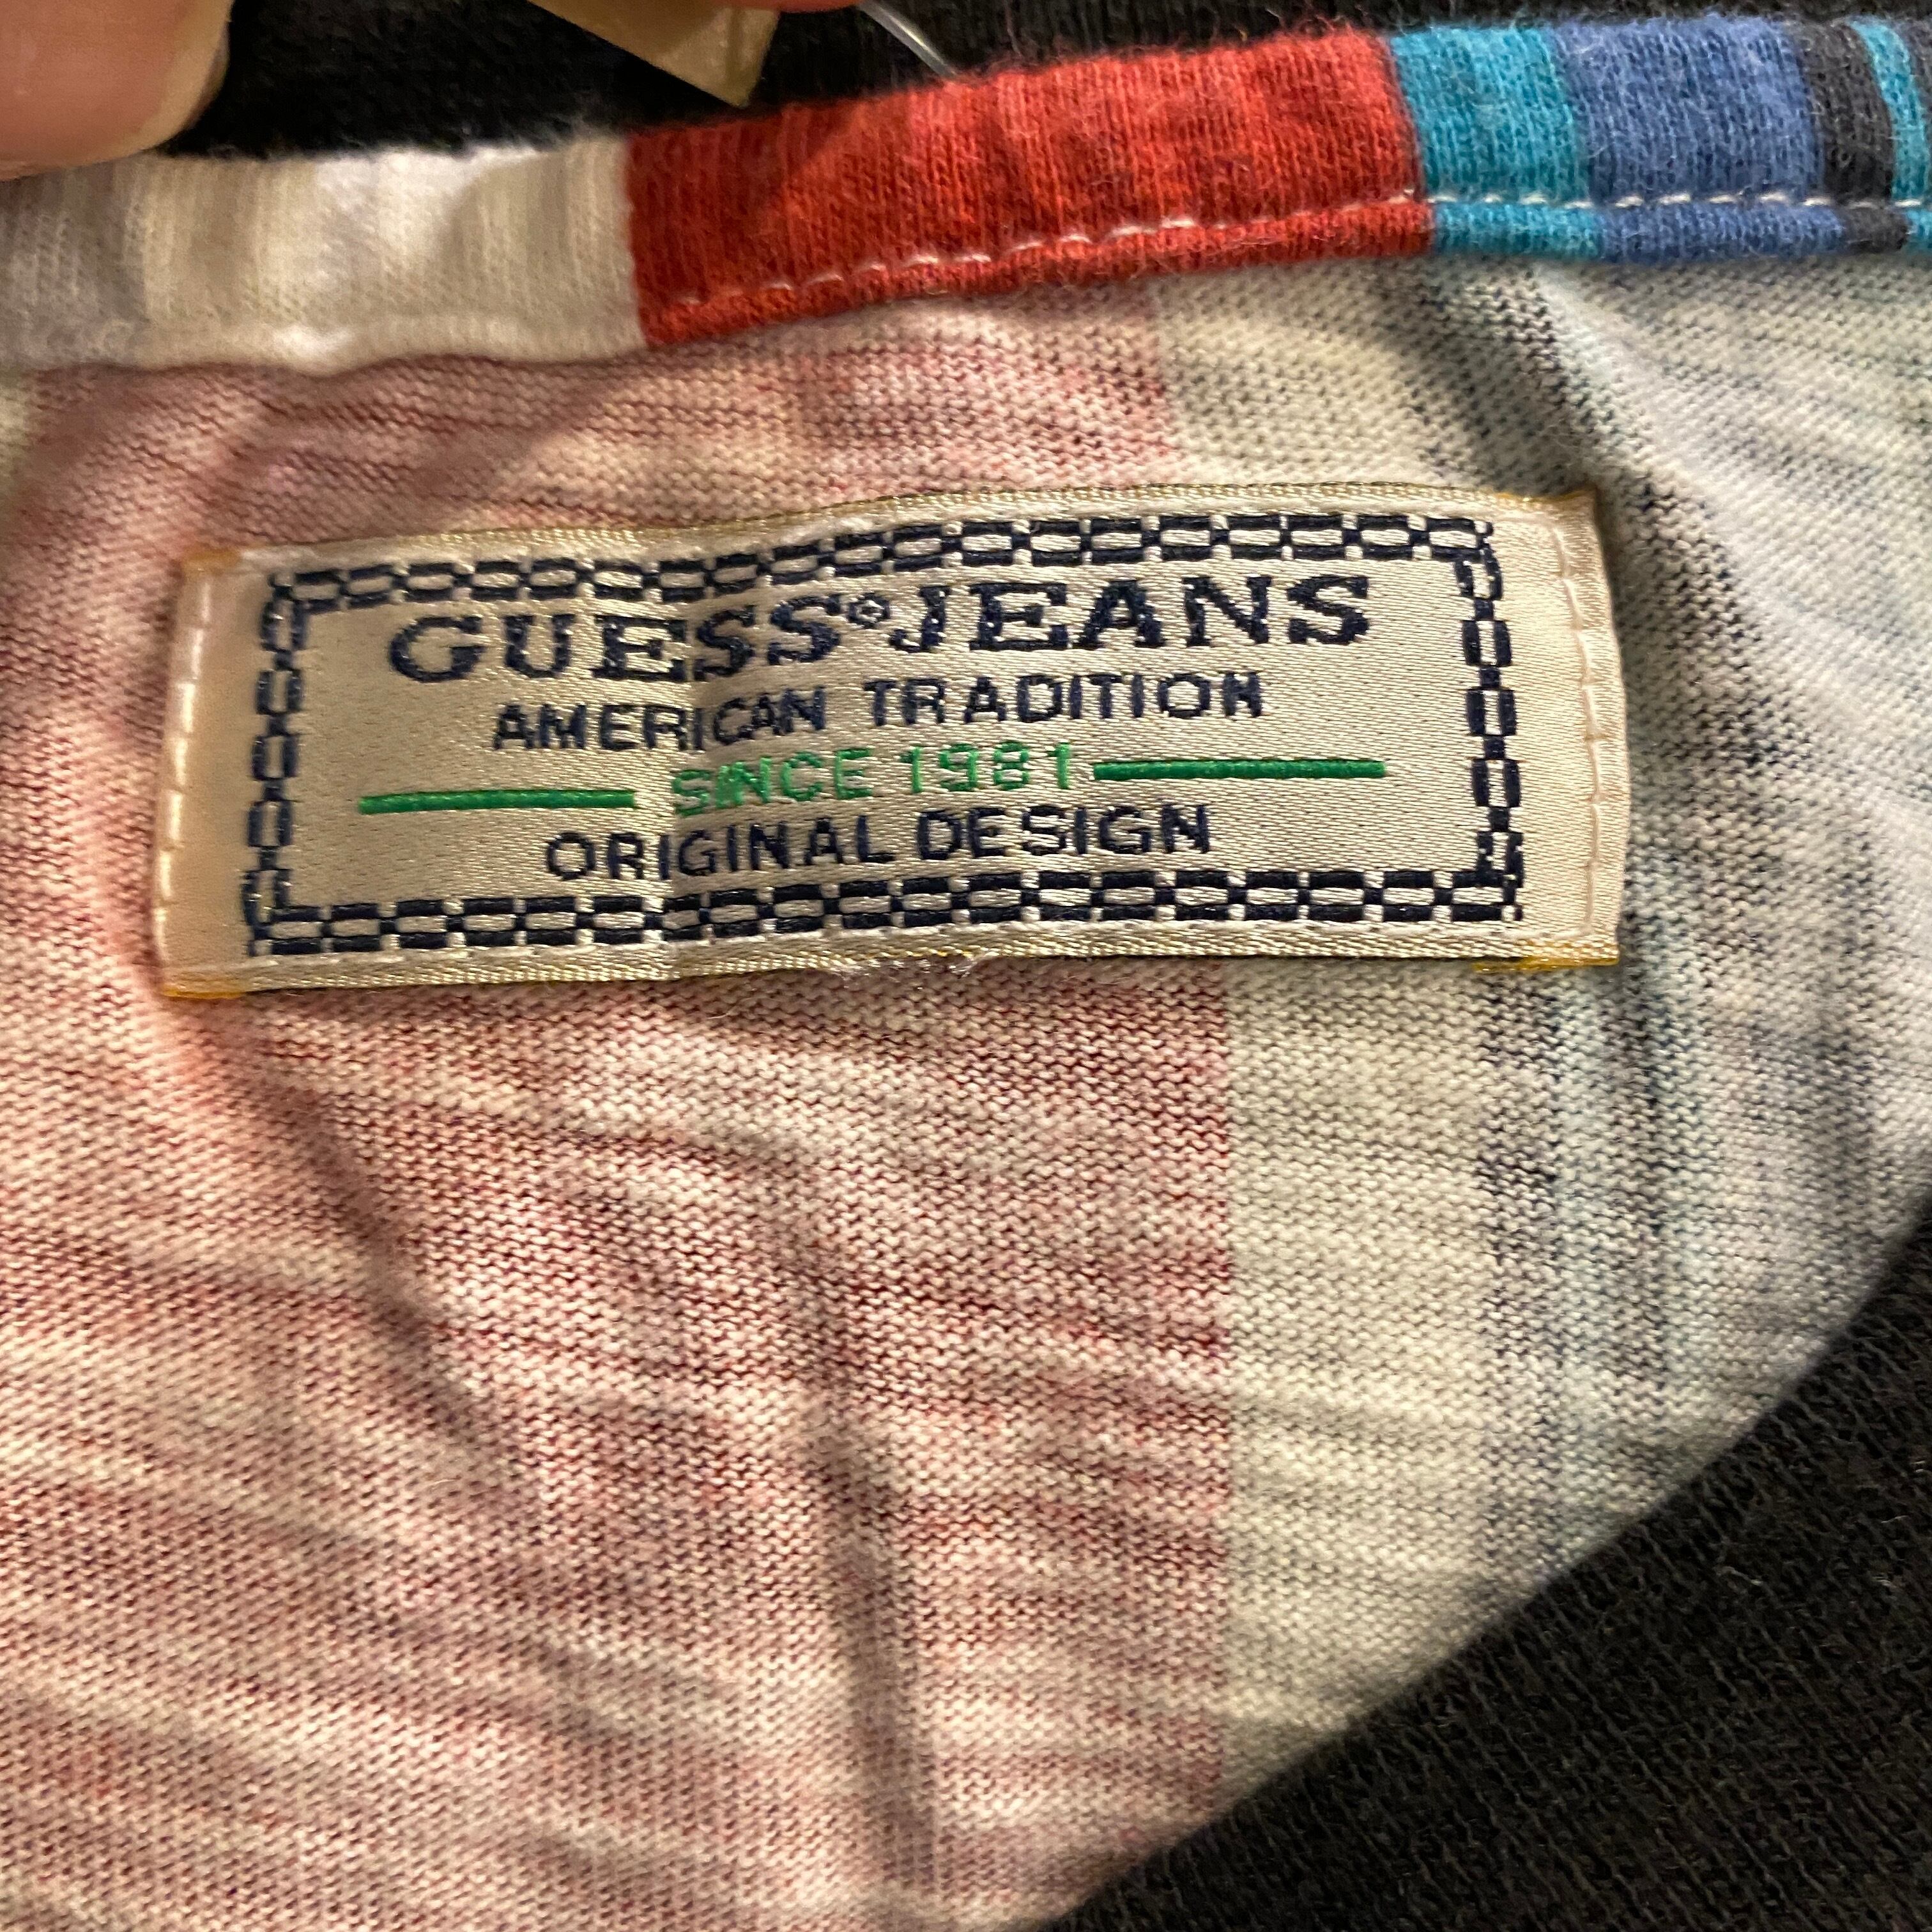 GUESS® JEANS
AMERICAN TRADITION
SINCE 1981
ORIGINAL DESIGN